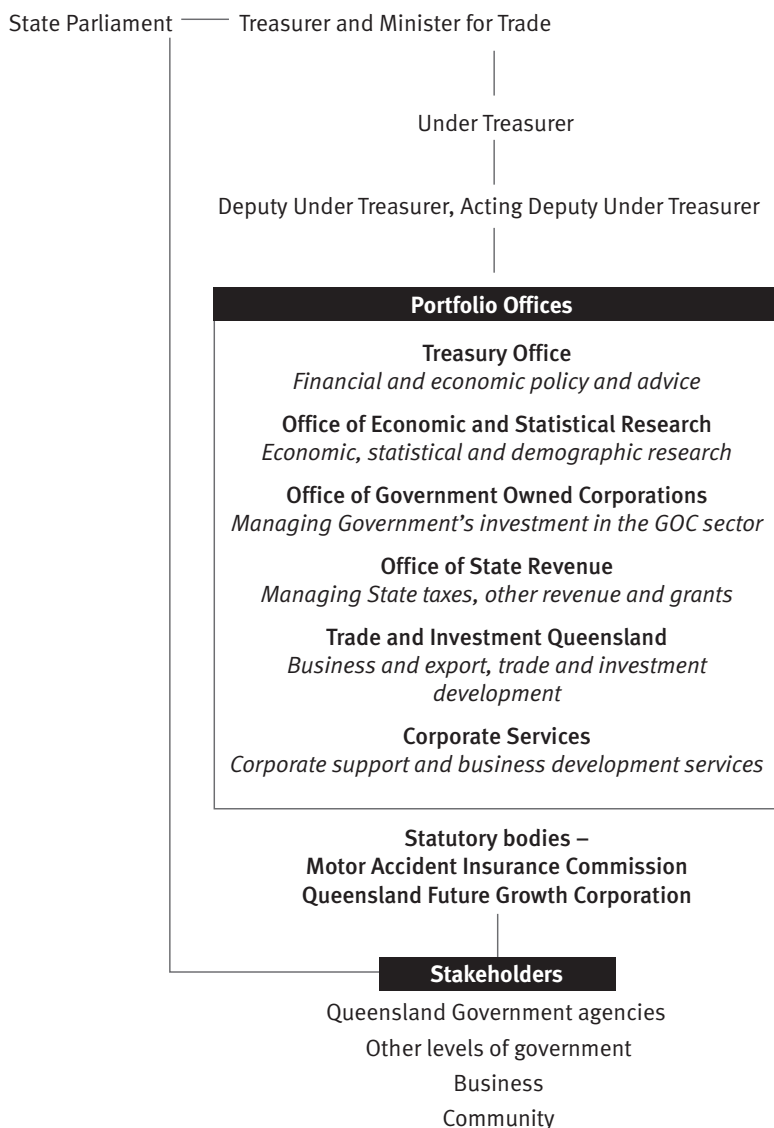 State Parliament
Treasurer and Minister for Trade
Under Treasurer
Deputy Under Treasurer, Acting Deputy Under Treasurer
Portfolio Offices
Treasury Office
Financial and economic policy and advice
Office of Economic and Statistical Research
Economic, statistical and demographic research
Office of Government Owned Corporations
Managing Government’s investment in the GOC sector
Office of State Revenue
Managing State taxes, other revenue and grants
Trade and Investment Queensland
Business and export, trade and investment
development
Corporate Services
Corporate support and business development services
Statutory bodies –
Motor Accident Insurance Commission
Queensland Future Growth Corporation
Stakeholders
Queensland Government agencies
Other levels of government
Business
Community